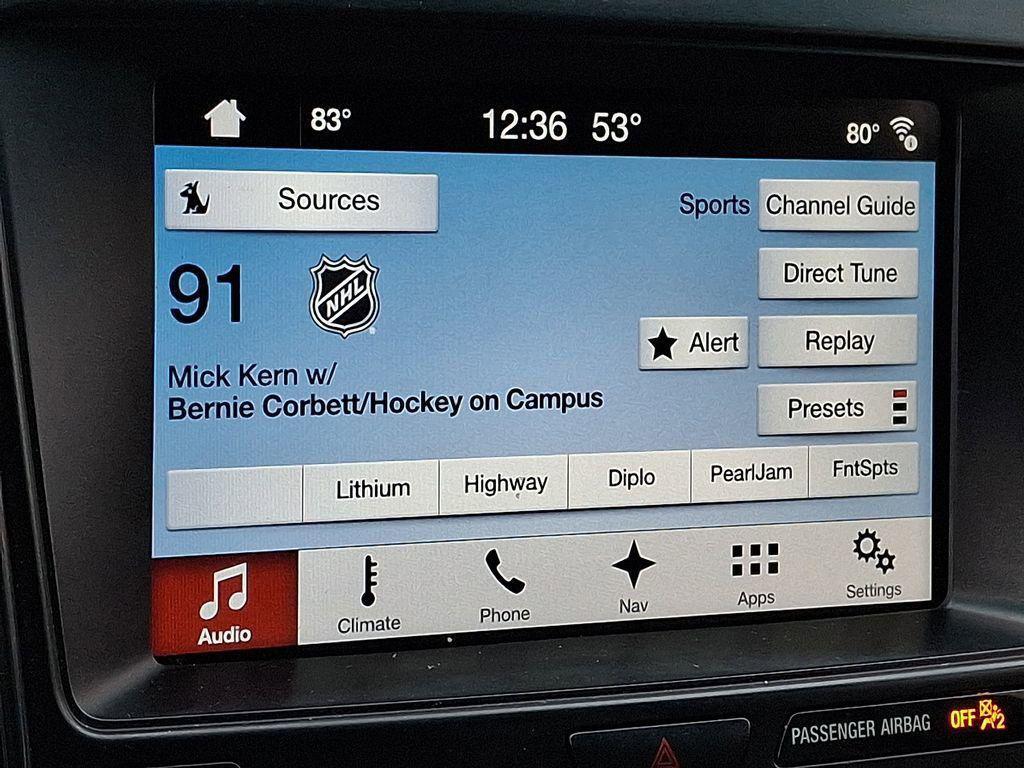 83° 12:36 53° 80°
Sources
Sports Channel Guide
91 NHL
Direct Tune
Alert Replay
Mick Kern w/
Bernie Corbett/Hockey on Campus
Presets
Lithium Highway Diplo PearlJam FntSpts
Audio Climate Phone Nav Apps Settings
PASSENGER AIRBAG OFF 2